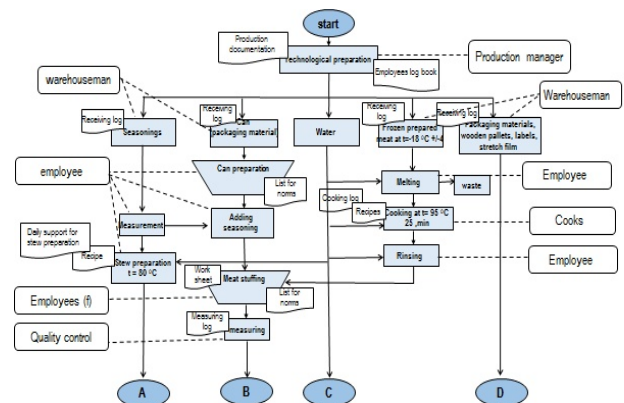 start
Production
documentation
Technological preparation
Employees log book
Production manager
warehouseman
Warehouseman
Receiving
log
Receiving
log
Receiving log
Receiving log
Seasonings
Can
packaging material
Water
Frozen prepared
meat at t=-18 ºC +/-4
Packaging materials,
wooden pallets, labels,
stretch film
employee
Can preparation
List for
norms
Melting
waste
Employee
Cooking log
Recipes
Cooking at t= 95 ºC
25 ,min
Cooks
Measurement
Adding
seasoning
Daily support for
stew preparation
Recipe
Stew preparation
t = 80 ºC
Rinsing
Employee
Work
sheet
Meat stuffing
List for
norms
Employees (f)
Measuring
log
measuring
Quality control
A
B
C
D